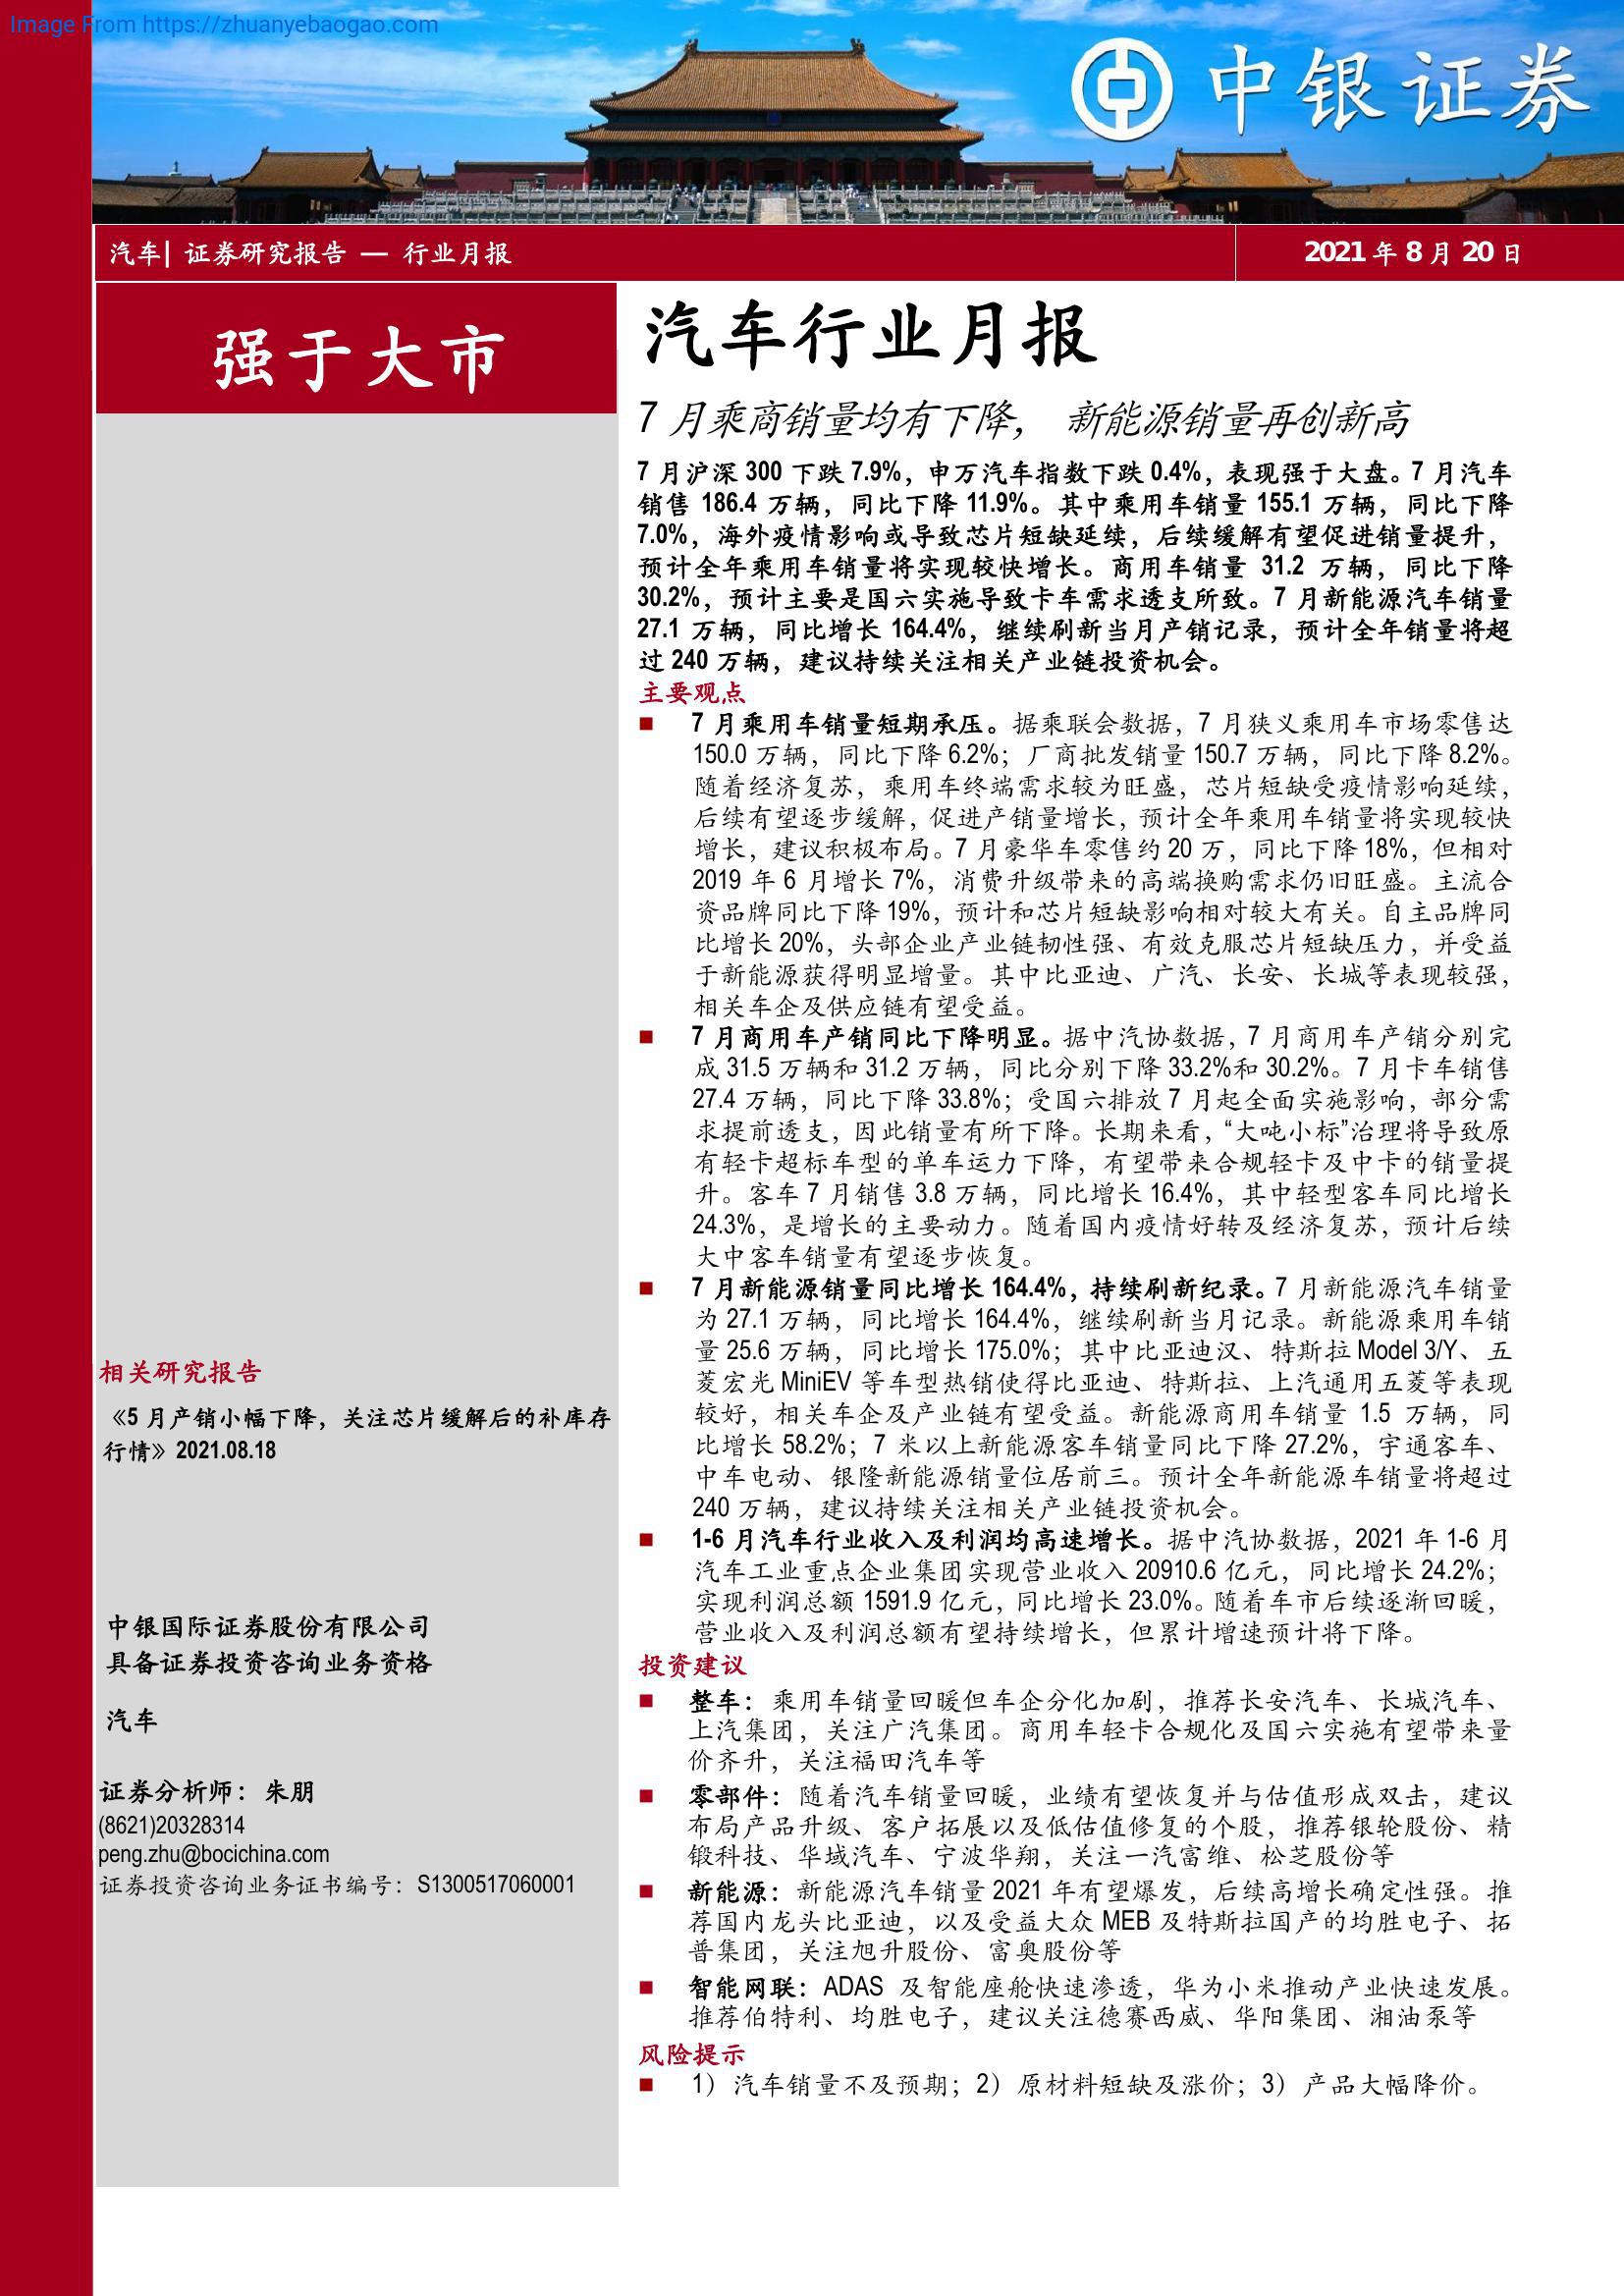 Image From https://zhuanyebaogao.com
中银证券
汽车| 证券研究报告 — 行业月报
2021 年 8 月 20 日
强于大市
汽车行业月报
7 月乘商销量均有下降， 新能源销量再创新高
7 月沪深 300 下跌 7.9%，申万汽车指数下跌 0.4%，表现强于大盘。7 月汽车
销售 186.4 万辆，同比下降 11.9%。其中乘用车销量 155.1 万辆，同比下降
7.0%，海外疫情影响或导致芯片短缺延续，后续缓解有望促进销量提升，
预计全年乘用车销量将实现较快增长。商用车销量 31.2 万辆，同比下降
30.2%，预计主要是国六实施导致卡车需求透支所致。7 月新能源汽车销量
27.1 万辆，同比增长 164.4%，继续刷新当月产销记录，预计全年销量将超
过 240 万辆，建议持续关注相关产业链投资机会。
主要观点
■ 7 月乘用车销量短期承压。据乘联会数据，7 月狭义乘用车市场零售达
150.0 万辆，同比下降 6.2%；厂商批发销量 150.7 万辆，同比下降 8.2%。
随着经济复苏，乘用车终端需求较为旺盛，芯片短缺受疫情影响延续，
后续有望逐步缓解，促进产销量增长，预计全年乘用车销量将实现较快
增长，建议积极布局。7 月豪华车零售约 20 万，同比下降 18%，但相对
2019 年 6 月增长 7%，消费升级带来的高端换购需求仍旧旺盛。主流合
资品牌同比下降 19%，预计和芯片短缺影响相对较大有关。自主品牌同
比增长 20%，头部企业产业链韧性强、有效克服芯片短缺压力，并受益
于新能源获得明显增量。其中比亚迪、广汽、长安、长城等表现较强，
相关车企及供应链有望受益。
■ 7 月商用车产销同比下降明显。据中汽协数据，7 月商用车产销分别完
成 31.5 万辆和 31.2 万辆，同比分别下降 33.2%和 30.2%。7 月卡车销售
27.4 万辆，同比下降 33.8%；受国六排放 7 月起全面实施影响，部分需
求提前透支，因此销量有所下降。长期来看，“大吨小标”治理将导致原
有轻卡超标车型的单车运力下降，有望带来合规轻卡及中卡的销量提
升。客车 7 月销售 3.8 万辆，同比增长 16.4%，其中轻型客车同比增长
24.3%，是增长的主要动力。随着国内疫情好转及经济复苏，预计后续
大中客车销量有望逐步恢复。
■ 7 月新能源销量同比增长 164.4%，持续刷新纪录。7 月新能源汽车销量
为 27.1 万辆，同比增长 164.4%，继续刷新当月记录。新能源乘用车销
量 25.6 万辆，同比增长 175.0%；其中比亚迪汉、特斯拉 Model 3/Y、五
菱宏光 MiniEV 等车型热销使得比亚迪、特斯拉、上汽通用五菱等表现
较好，相关车企及产业链有望受益。新能源商用车销量 1.5 万辆，同
比增长 58.2%；7 米以上新能源客车销量同比下降 27.2%，宇通客车、
中车电动、银隆新能源销量位居前三。预计全年新能源车销量将超过
240 万辆，建议持续关注相关产业链投资机会。
■ 1-6 月汽车行业收入及利润均高速增长。据中汽协数据，2021 年 1-6 月
汽车工业重点企业集团实现营业收入 20910.6 亿元，同比增长 24.2%；
实现利润总额 1591.9 亿元，同比增长 23.0%。随着车市后续逐渐回暖，
营业收入及利润总额有望持续增长，但累计增速预计将下降。
投资建议
■ 整车：乘用车销量回暖但车企分化加剧，推荐长安汽车、长城汽车、
上汽集团，关注广汽集团。商用车轻卡合规化及国六实施有望带来量
价齐升，关注福田汽车等
■ 零部件：随着汽车销量回暖，业绩有望恢复并与估值形成双击，建议
布局产品升级、客户拓展以及低估值修复的个股，推荐银轮股份、精
锻科技、华域汽车、宁波华翔，关注一汽富维、松芝股份等
■ 新能源：新能源汽车销量 2021 年有望爆发，后续高增长确定性强。推
荐国内龙头比亚迪，以及受益大众 MEB 及特斯拉国产的均胜电子、拓
普集团，关注旭升股份、富奥股份等
■ 智能网联：ADAS 及智能座舱快速渗透，华为小米推动产业快速发展。
推荐伯特利、均胜电子，建议关注德赛西威、华阳集团、湘油泵等
风险提示
■ 1）汽车销量不及预期；2）原材料短缺及涨价；3）产品大幅降价。
相关研究报告
《5 月产销小幅下降，关注芯片缓解后的补库存
行情》2021.08.18
中银国际证券股份有限公司
具备证券投资咨询业务资格
汽车
证券分析师：朱朋
(8621)20328314
peng.zhu@bocichina.com
证券投资咨询业务证书编号：S1300517060001